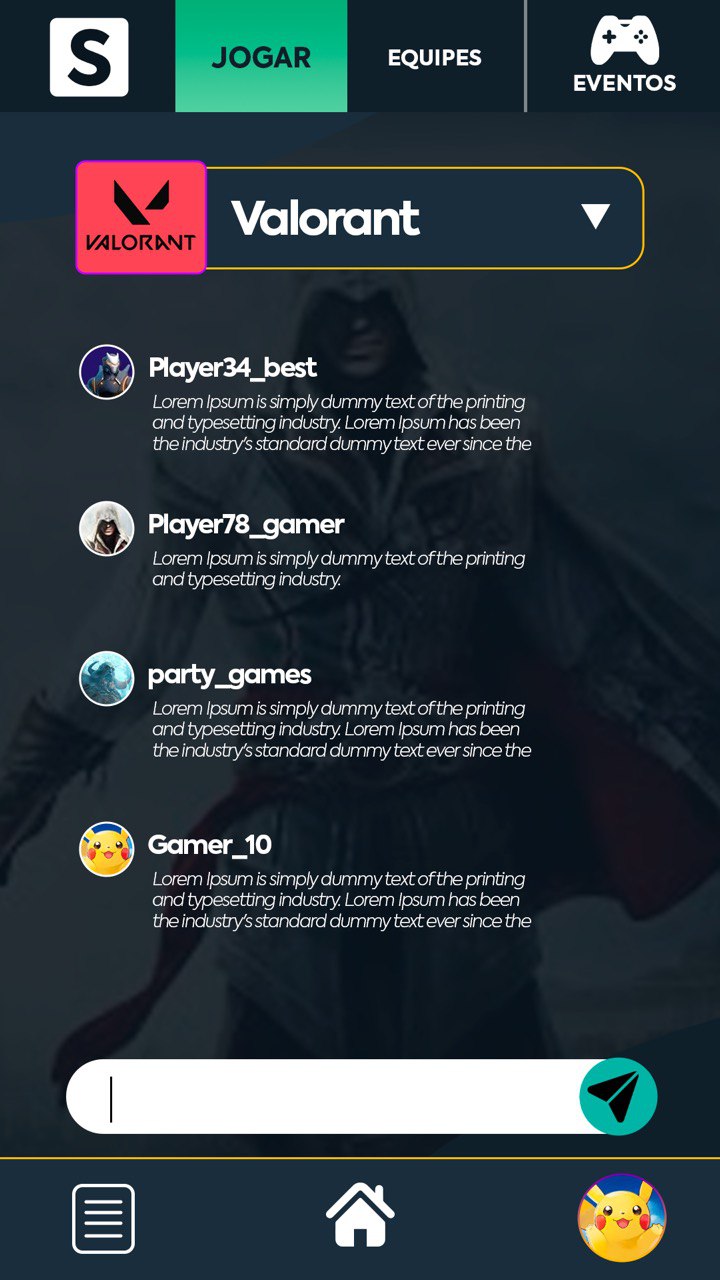 S
JOGAR
EQUIPES
EVENTOS
VALORANT
Valorant
Player34_best
Lorem Ipsum is simply dummy text of the printing
and typesetting industry. Lorem Ipsum has been
the industry's standard dummy text ever since the
Player78_gamer
Lorem Ipsum is simply dummy text of the printing
and typesetting industry.
party_games
Lorem Ipsum is simply dummy text of the printing
and typesetting industry. Lorem Ipsum has been
the industry's standard dummy text ever since the
Gamer_10
Lorem Ipsum is simply dummy text of the printing
and typesetting industry. Lorem Ipsum has been
the industry's standard dummy text ever since the